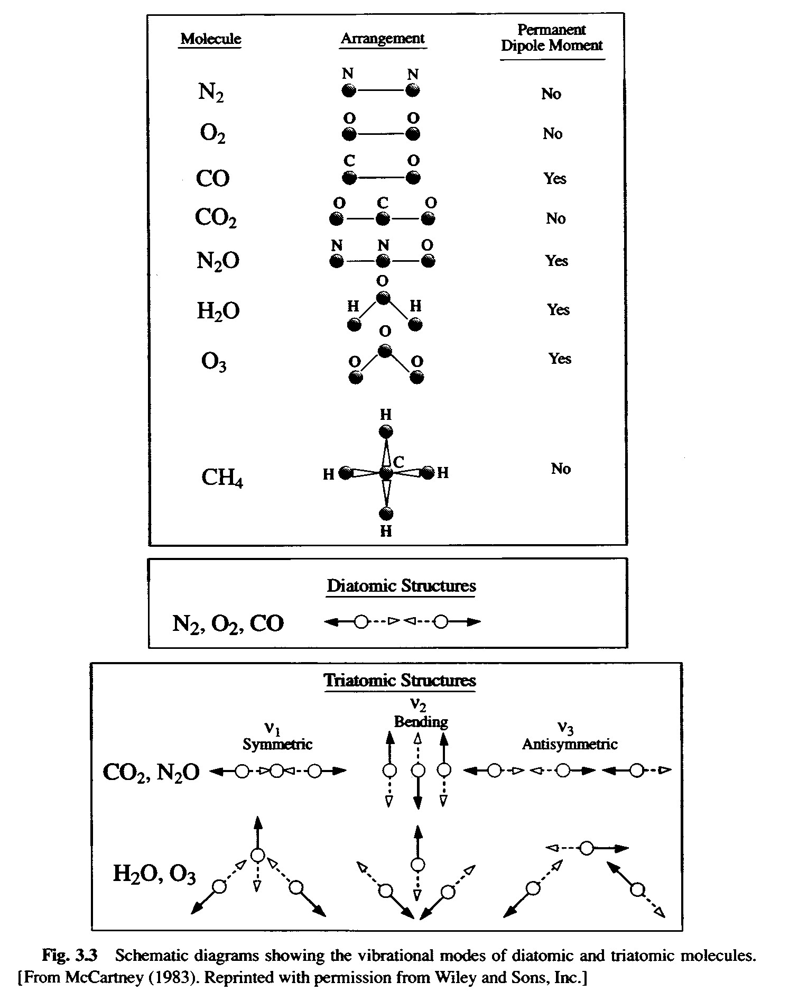 Molecule Arrangement Permanent
Dipole Moment
N N
N₂ No
O O
O₂ No
C O
CO Yes
O C O
CO₂ No
N N O
N₂O Yes
O
H H
H₂O Yes
O
O O
O₃ Yes
H
C
H H
CH₄ No
H
Diatomic Structures
N₂, O₂, CO
Triatomic Structures
ν₂
Bending
ν₁ ν₃
Symmetric Antisymmetric
CO₂, N₂O
H₂O, O₃
Fig. 3.3 Schematic diagrams showing the vibrational modes of diatomic and triatomic molecules.
[From McCartney (1983). Reprinted with permission from Wiley and Sons, Inc.]